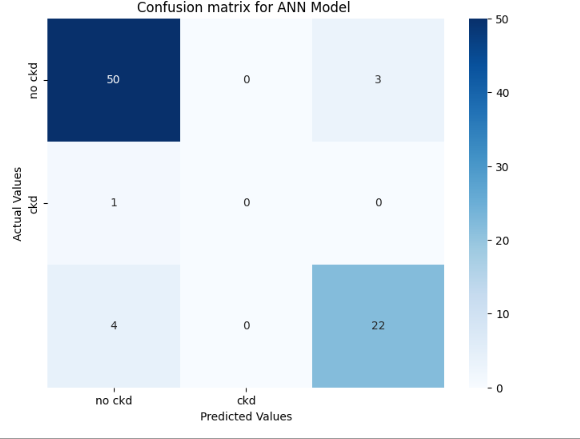 Confusion matrix for ANN Model
no ckd
50
0
3
ckd
1
0
0
4
0
22
Actual Values
no ckd
ckd
Predicted Values
50
40
30
20
10
0